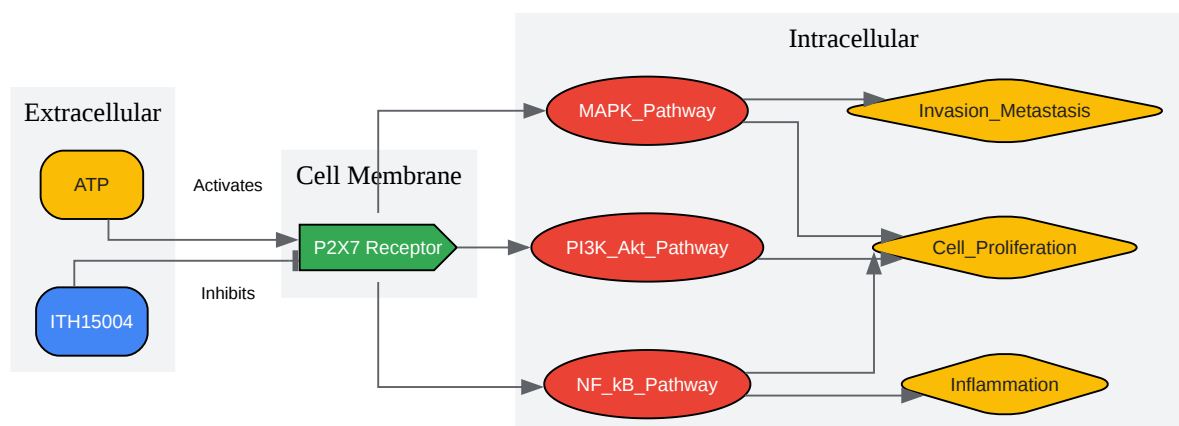 Extracellular
ATP
ITH15004
Activates
Inhibits
Cell Membrane
P2X7 Receptor
Intracellular
MAPK_Pathway
Invasion_Metastasis
PI3K_Akt_Pathway
Cell_Proliferation
NF_kB_Pathway
Inflammation